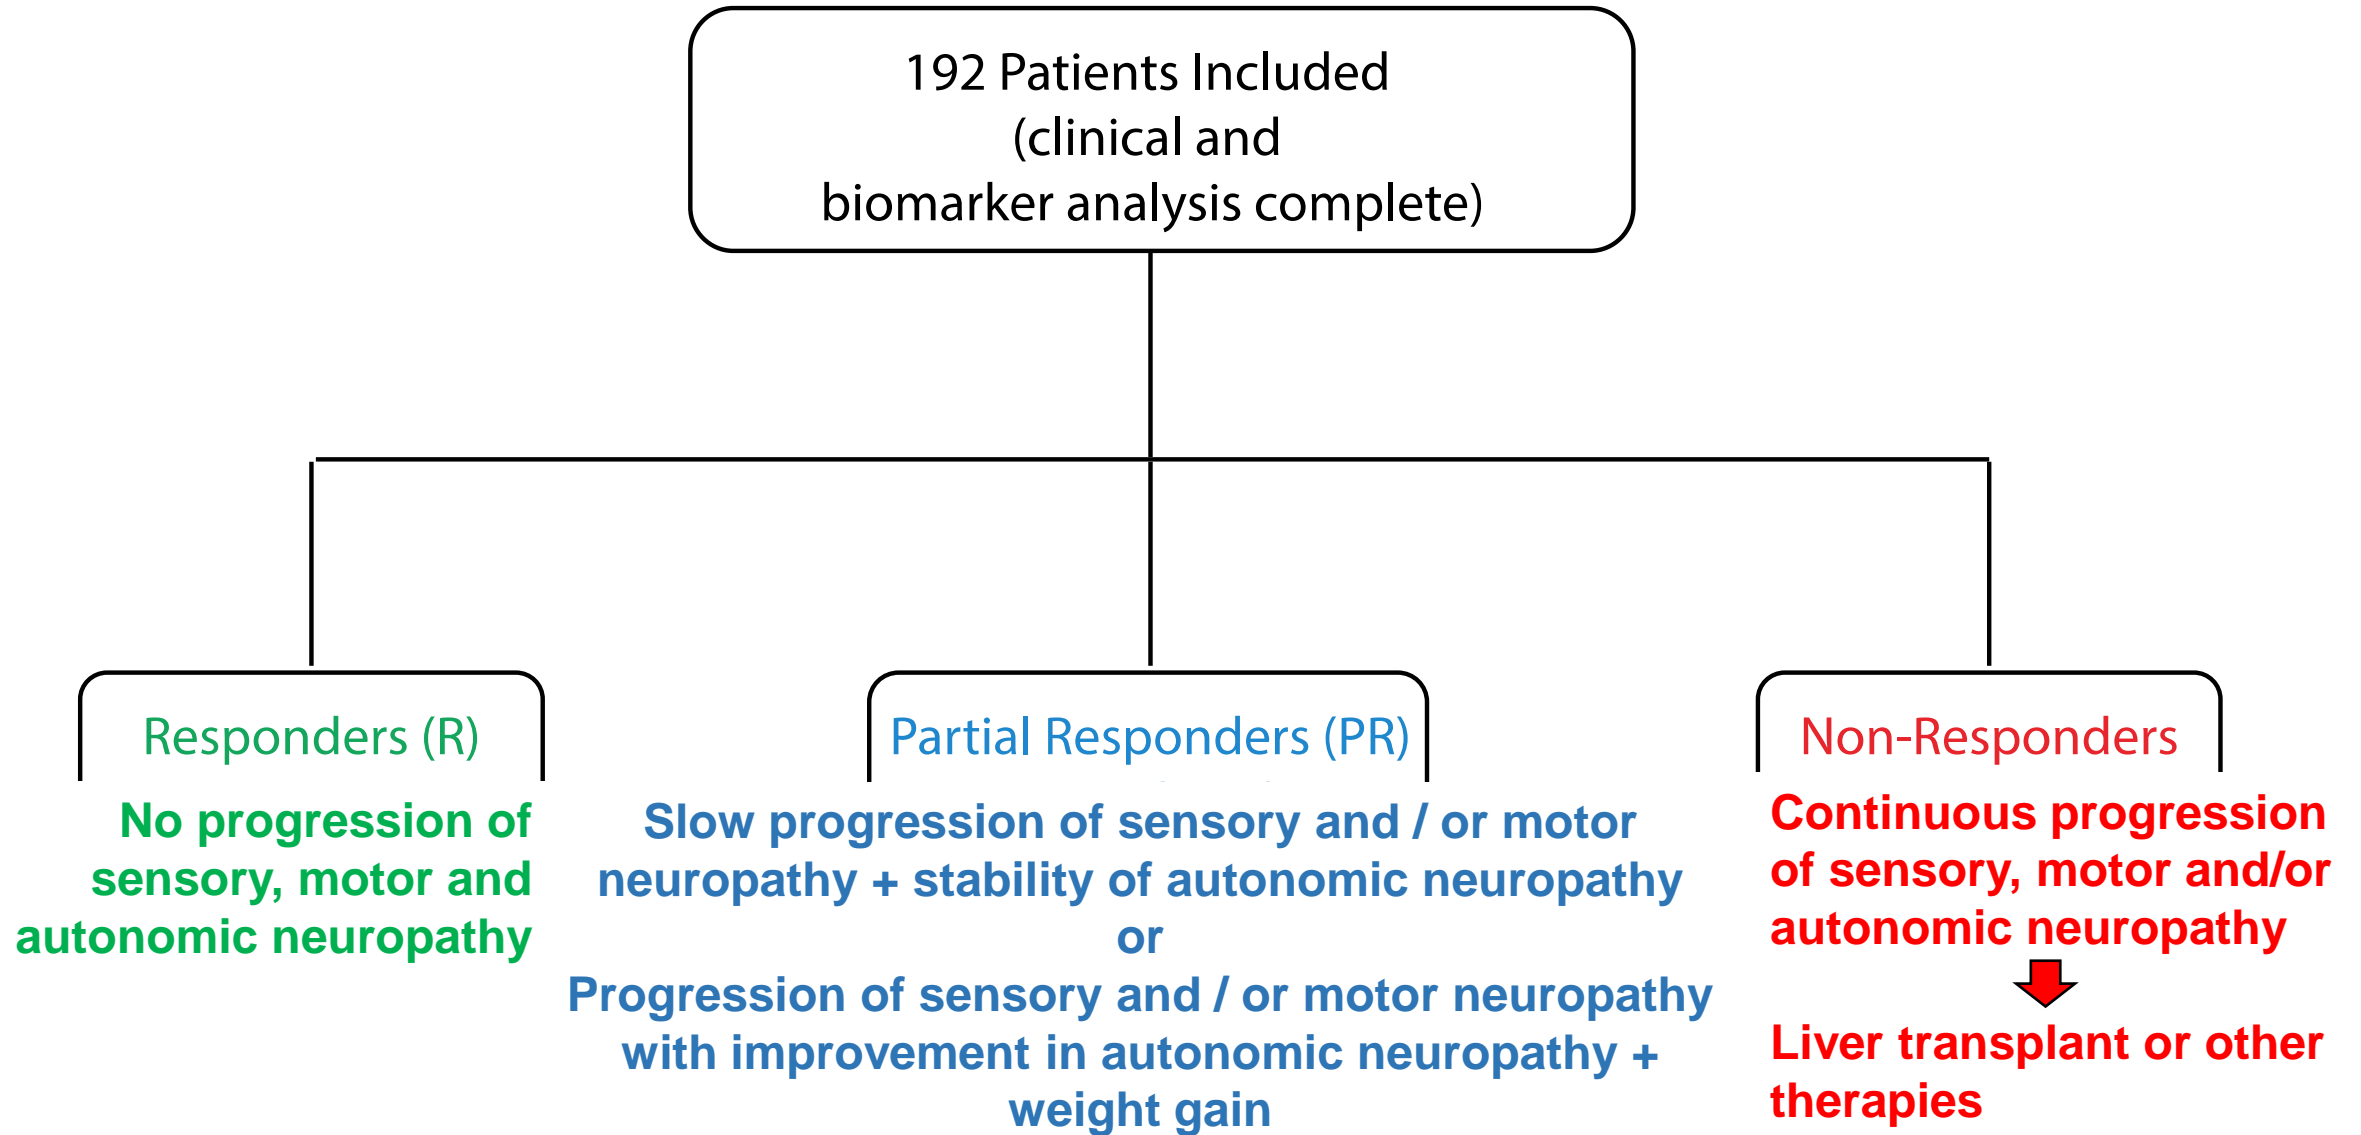 192 Patients Included
(clinical and
biomarker analysis complete)
Responders (R)
No progression of
sensory, motor and
autonomic neuropathy
Partial Responders (PR)
Slow progression of sensory and / or motor
neuropathy + stability of autonomic neuropathy
or
Progression of sensory and / or motor neuropathy
with improvement in autonomic neuropathy +
weight gain
Non-Responders
Continuous progression
of sensory, motor and/or
autonomic neuropathy
Liver transplant or other
therapies